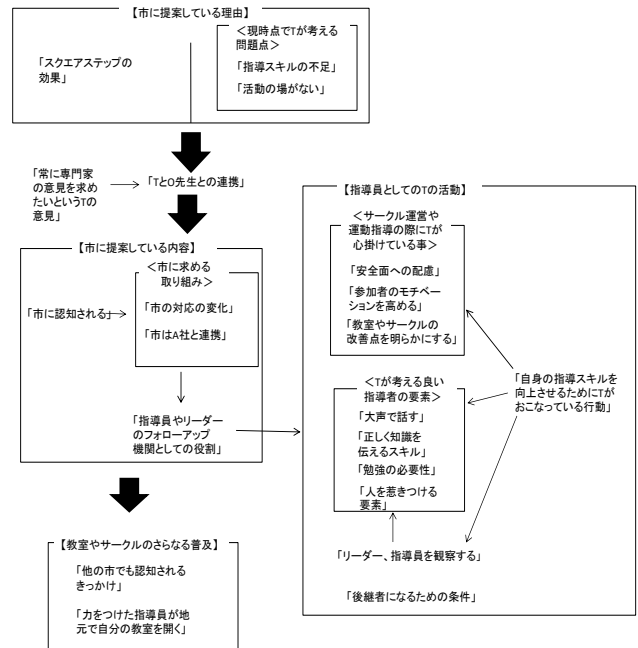 【市に提案している理由】
「スクエアステップの
効果」
＜現時点でTが考える
問題点＞
「指導スキルの不足」
「活動の場がない」
「常に専門家
の意見を求め
たいというTの
意見」
「TとO先生との連携」
【市に提案している内容】
＜市に求める
取り組み＞
「市に認知される」
「市の対応の変化」
「市はA社と連携」
「指導員やリーダー
のフォローアップ
機関としての役割」
【教室やサークルのさらなる普及】
「他の市でも認知される
きっかけ」
「力をつけた指導員が地
元で自分の教室を開く」
【指導員としてのTの活動】
＜サークル運営や
運動指導の際にTが
心掛けている事＞
「安全面への配慮」
「参加者のモチベー
ションを高める」
「教室やサークルの
改善点を明らかにする」
「自身の指導スキルを
向上させるためにTが
おこなっている行動」
＜Tが考える良い
指導者の要素＞
「大声で話す」
「正しく知識を
伝えるスキル」
「勉強の必要性」
「人を惹きつける
要素」
「リーダー、指導員を観察する」
「後継者になるための条件」